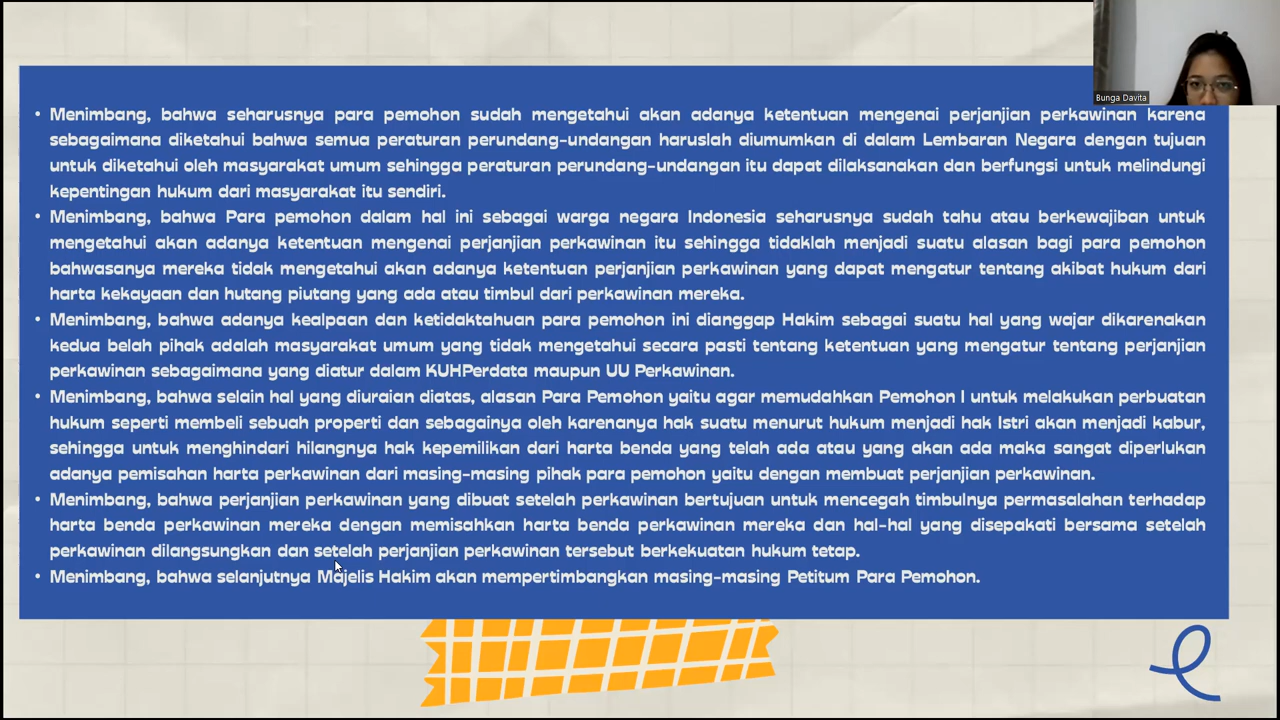 • Menimbang, bahwa seharusnya para pemohon sudah mengetahui akan adanya ketentuan mengenai perjanjian perkawinan karena
sebagaimana diketahui bahwa semua peraturan perundang-undangan haruslah diumumkan di dalam Lembaran Negara dengan tujuan
untuk diketahui oleh masyarakat umum sehingga peraturan perundang-undangan itu dapat dilaksanakan dan berfungsi untuk melindungi
kepentingan hukum dari masyarakat itu sendiri.
• Menimbang, bahwa Para pemohon dalam hal ini sebagai warga negara Indonesia seharusnya sudah tahu atau berkewajiban untuk
mengetahui akan adanya ketentuan mengenai perjanjian perkawinan itu sehingga tidaklah menjadi suatu alasan bagi para pemohon
bahwasanya mereka tidak mengetahui akan adanya ketentuan perjanjian perkawinan yang dapat mengatur tentang akibat hukum dari
harta kekayaan dan hutang piutang yang ada atau timbul dari perkawinan mereka.
• Menimbang, bahwa adanya kealpaan dan ketidaktahuan para pemohon ini dianggap Hakim sebagai suatu hal yang wajar dikarenakan
kedua belah pihak adalah masyarakat umum yang tidak mengetahui secara pasti tentang ketentuan yang mengatur tentang perjanjian
perkawinan sebagaimana yang diatur dalam KUHPerdata maupun UU Perkawinan.
• Menimbang, bahwa selain hal yang diuraian diatas, alasan Para Pemohon yaitu agar memudahkan Pemohon I untuk melakukan perbuatan
hukum seperti membeli sebuah properti dan sebagainya oleh karenanya hak suatu menurut hukum menjadi hak Istri akan menjadi kabur,
sehingga untuk menghindari hilangnya hak kepemilikan dari harta benda yang telah ada atau yang akan ada maka sangat diperlukan
adanya pemisahan harta perkawinan dari masing-masing pihak para pemohon yaitu dengan membuat perjanjian perkawinan.
• Menimbang, bahwa perjanjian perkawinan yang dibuat setelah perkawinan bertujuan untuk mencegah timbulnya permasalahan terhadap
harta benda perkawinan mereka dengan memisahkan harta benda perkawinan mereka dan hal-hal yang disepakati bersama setelah
perkawinan dilangsungkan dan setelah perjanjian perkawinan tersebut berkekuatan hukum tetap.
• Menimbang, bahwa selanjutnya Majelis Hakim akan mempertimbangkan masing-masing Petitum Para Pemohon.
Bunga Davita